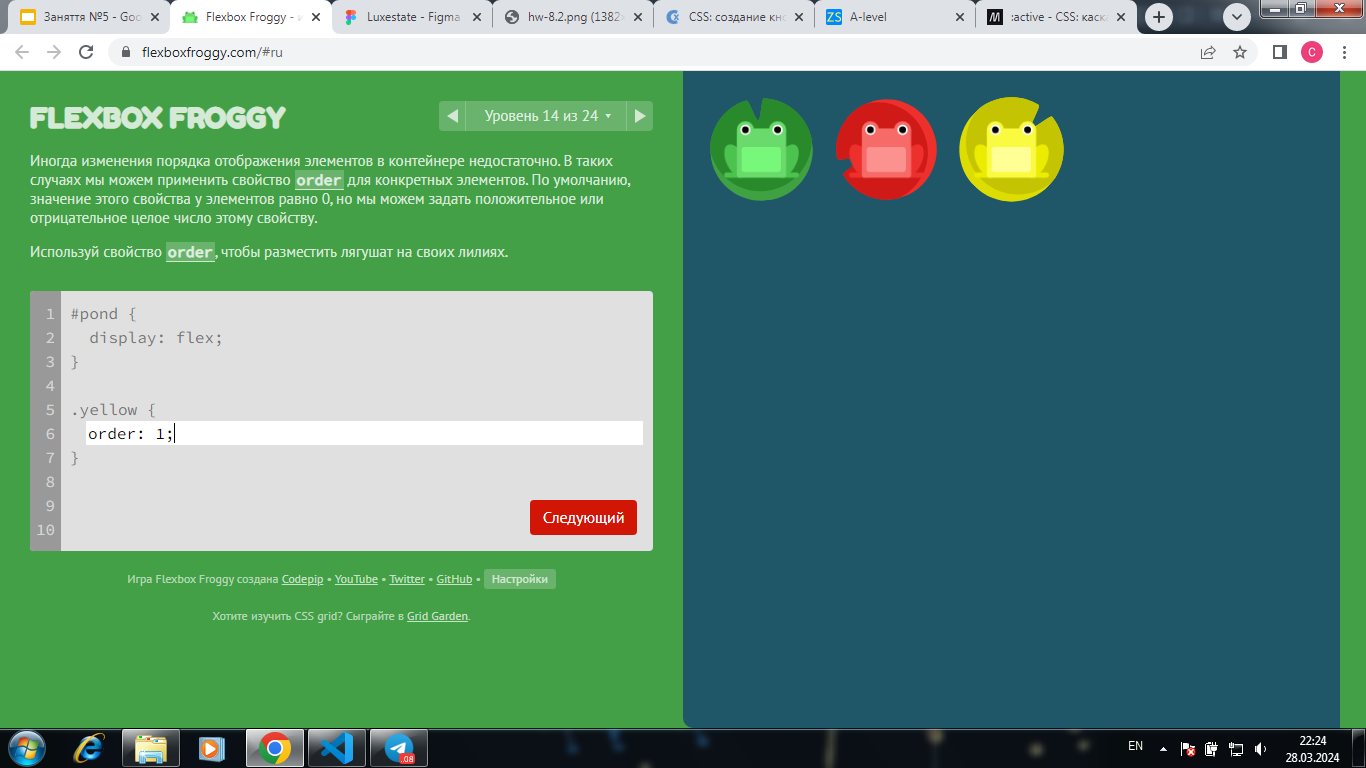 Заняття №5 - Goo
Flexbox Froggy - и
Luxestate - Figma
hw-8.2.png (1382×
CSS: создание кно
ZS A-level
M :active - CSS: каска
flexboxfroggy.com/#ru
C
FLEXBOX FROGGY
Уровень 14 из 24
Иногда изменения порядка отображения элементов в контейнере недостаточно. В таких
случаях мы можем применить свойство order для конкретных элементов. По умолчанию,
значение этого свойства у элементов равно 0, но мы можем задать положительное или
отрицательное целое число этому свойству.
Используй свойство order, чтобы разместить лягушат на своих лилиях.
1 #pond {
2 display: flex;
3 }
4
5 .yellow {
6 order: 1;
7 }
8
9
10
Следующий
Игра Flexbox Froggy создана Codepip • YouTube • Twitter • GitHub • Настройки
Хотите изучить CSS grid? Сыграйте в Grid Garden.
.08
EN
22:24
28.03.2024